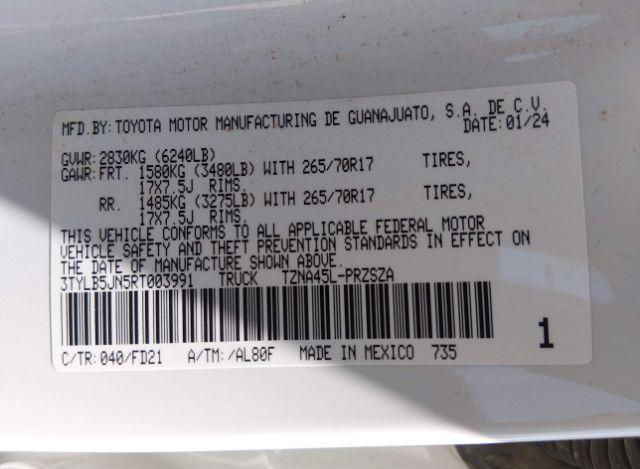 MFD.BY:TOYOTA MOTOR MANUFACTURING DE GUANAJUATO, S.A. DE C.V.
DATE:01/24
GVWR:2830KG (6240LB)
GAWR:FRT. 1580KG (3480LB) WITH 265/70R17 TIRES,
17X7.5J RIMS.
RR. 1485KG (3275LB) WITH 265/70R17 TIRES,
17X7.5J RIMS.
THIS VEHICLE CONFORMS TO ALL APPLICABLE FEDERAL MOTOR
VEHICLE SAFETY AND THEFT PREVENTION STANDARDS IN EFFECT ON
THE DATE OF MANUFACTURE SHOWN ABOVE.
3TYLB5JN5RT003991 TRUCK TZNA45L-PRZSZA
1
C/TR:040/FD21 A/TM:/AL80F MADE IN MEXICO 735